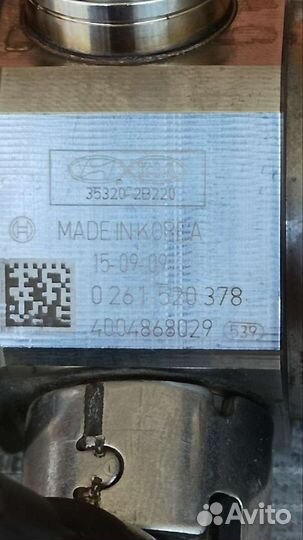 35320-2B220
MADE IN KOREA
15-09-09
0 261 520 378
4004868029 539
Avito